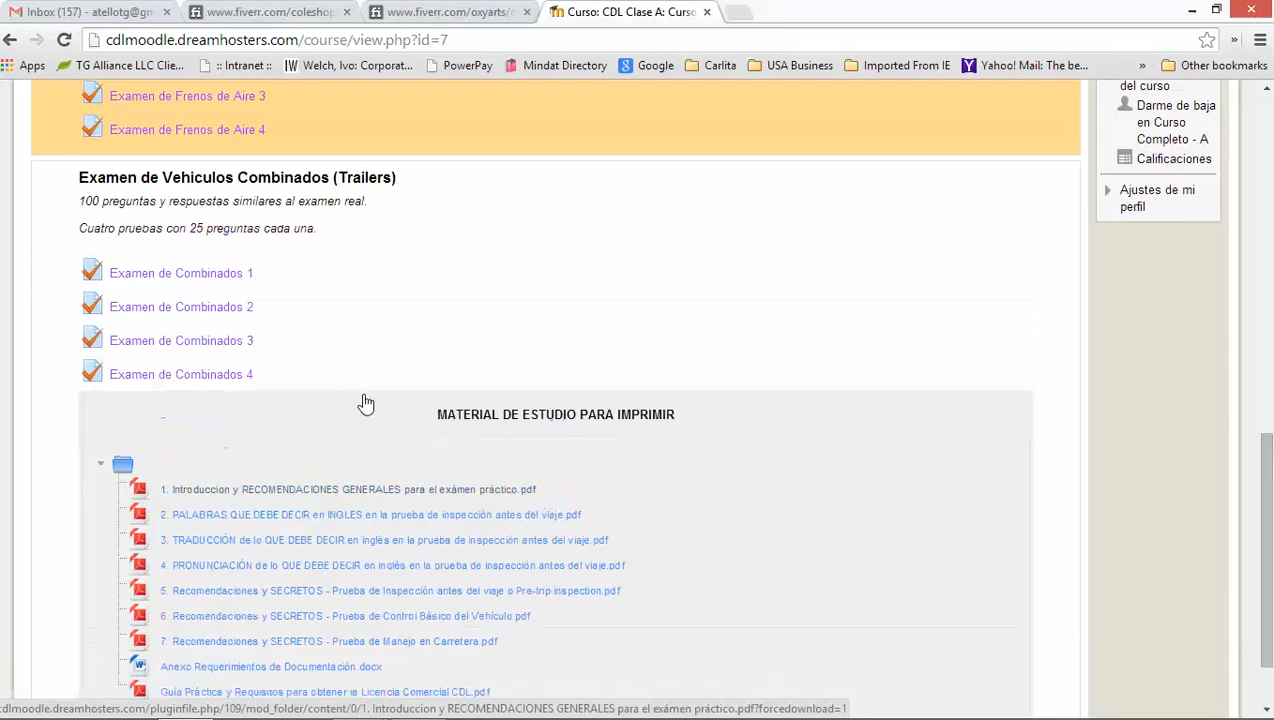 Inbox (157) - atellotg@gm
www.fiverr.com/coleshop
www.fiverr.com/oxyarts/c
Curso: CDL Clase A: Curso
cdlmoodle.dreamhosters.com/course/view.php?id=7
Apps
TG Alliance LLC Clie...
:: Intranet ::
Welch, Ivo: Corporat...
PowerPay
Mindat Directory
Google
Carlita
USA Business
Imported From IE
Yahoo! Mail: The be...
»
Other bookmarks
Examen de Frenos de Aire 3
Examen de Frenos de Aire 4
del curso
Darme de baja
en Curso
Completo - A
Calificaciones
Ajustes de mi
perfil
Examen de Vehiculos Combinados (Trailers)
100 preguntas y respuestas similares al examen real.
Cuatro pruebas con 25 preguntas cada una.
Examen de Combinados 1
Examen de Combinados 2
Examen de Combinados 3
Examen de Combinados 4
MATERIAL DE ESTUDIO PARA IMPRIMIR
1. Introduccion y RECOMENDACIONES GENERALES para el exámen práctico.pdf
2. PALABRAS QUE DEBE DECIR en INGLES en la prueba de inspección antes del viaje.pdf
3. TRADUCCIÓN de lo QUE DEBE DECIR en inglés en la prueba de inspección antes del viaje.pdf
4. PRONUNCIACIÓN de lo QUE DEBE DECIR en inglés en la prueba de inspección antes del viaje.pdf
5. Recomendaciones y SECRETOS - Prueba de Inspección antes del viaje o Pre-trip inspection.pdf
6. Recomendaciones y SECRETOS - Prueba de Control Básico del Vehículo.pdf
7. Recomendaciones y SECRETOS - Prueba de Manejo en Carretera.pdf
Anexo Requerimientos de Documentación.docx
Guía Práctica y Requisitos para obtener la Licencia Comercial CDL.pdf
cdlmoodle.dreamhosters.com/pluginfile.php/109/mod_folder/content/0/1. Introduccion y RECOMENDACIONES GENERALES para el exámen práctico.pdf?forcedownload=1